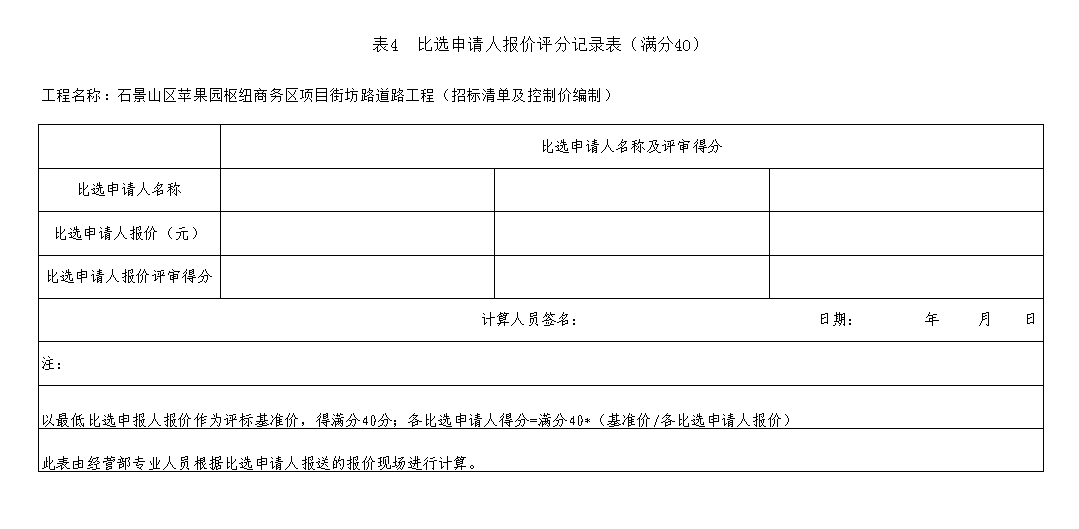 表4 比选申请人报价评分记录表（满分40）
工程名称：石景山区苹果园枢纽商务区项目街坊路道路工程（招标清单及控制价编制）
比选申请人名称及评审得分
比选申请人名称
比选申请人报价（元）
比选申请人报价评审得分
计算人员签名： 日期： 年 月 日
注：
以最低比选申报人报价作为评标基准价，得满分40分；各比选申请人得分=满分40*（基准价/各比选申请人报价）
此表由经营部专业人员根据比选申请人报送的报价现场进行计算。